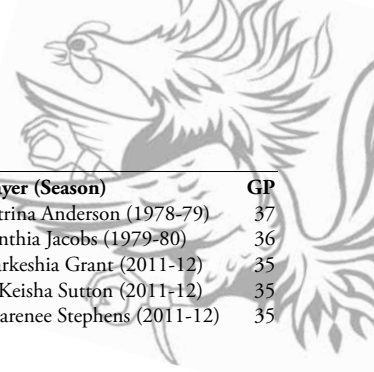 ayer (Season) GP
trina Anderson (1978-79) 37
nthia Jacobs (1979-80) 36
arkeshia Grant (2011-12) 35
Keisha Sutton (2011-12) 35
arenee Stephens (2011-12) 35